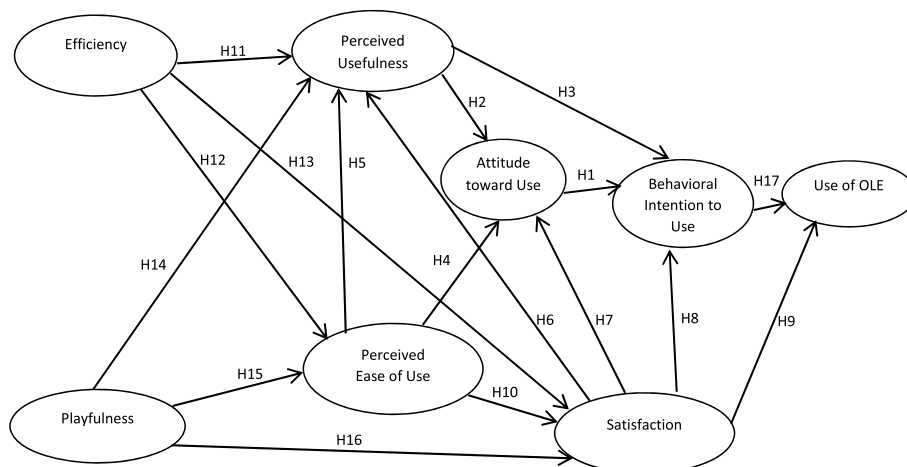 Efficiency
H11
Perceived
Usefulness
H3
H2
H12
H13
H5
Attitude
toward Use
H1
Behavioral
Intention to
Use
H17
Use of OLE
H14
H4
H6
H7
H8
H9
Perceived
Ease of Use
H15
H10
Playfulness
H16
Satisfaction